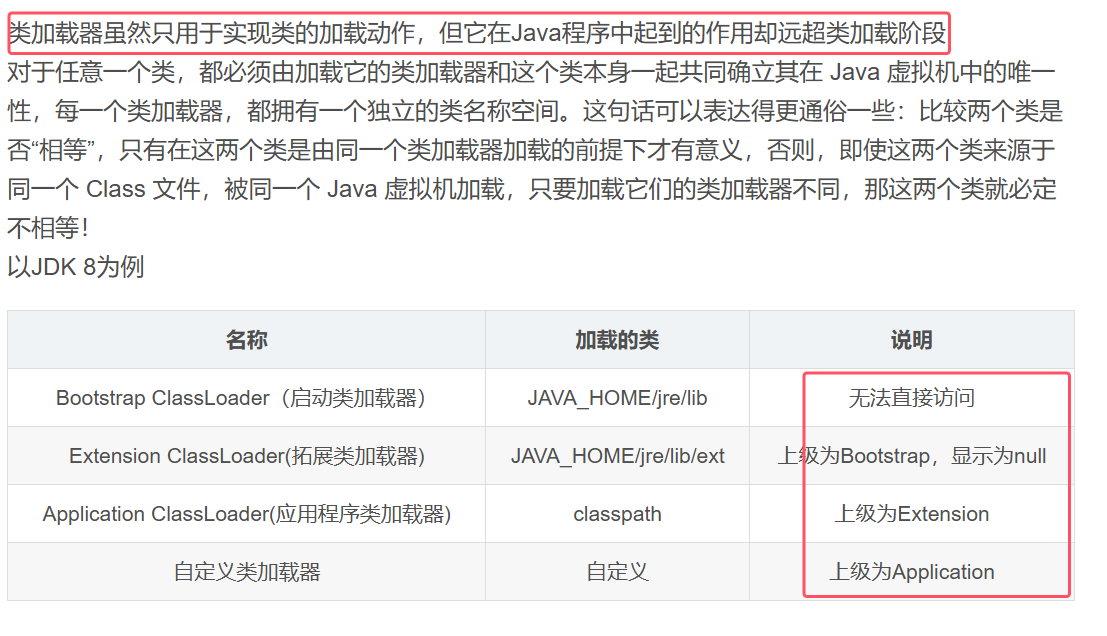 类加载器虽然只用于实现类的加载动作，但它在Java程序中起到的作用却远超类加载阶段
对于任意一个类，都必须由加载它的类加载器和这个类本身一起共同确立其在 Java 虚拟机中的唯一
性，每一个类加载器，都拥有一个独立的类名称空间。这句话可以表达得更通俗一些：比较两个类是
否“相等”，只有在这两个类是由同一个类加载器加载的前提下才有意义，否则，即使这两个类来源于
同一个 Class 文件，被同一个 Java 虚拟机加载，只要加载它们的类加载器不同，那这两个类就必定
不相等！
以JDK 8为例
名称 加载的类 说明
Bootstrap ClassLoader（启动类加载器） JAVA_HOME/jre/lib 无法直接访问
Extension ClassLoader(拓展类加载器) JAVA_HOME/jre/lib/ext 上级为Bootstrap，显示为null
Application ClassLoader(应用程序类加载器) classpath 上级为Extension
自定义类加载器 自定义 上级为Application